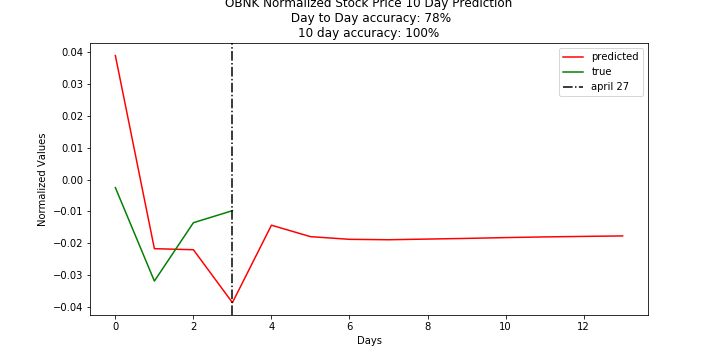 OBNK Normalized Stock Price 10 Day Prediction
Day to Day accuracy: 78%
10 day accuracy: 100%
predicted
true
april 27
0.04
0.03
0.02
0.01
0.00
−0.01
−0.02
−0.03
−0.04
Normalized Values
0 2 4 6 8 10 12
Days